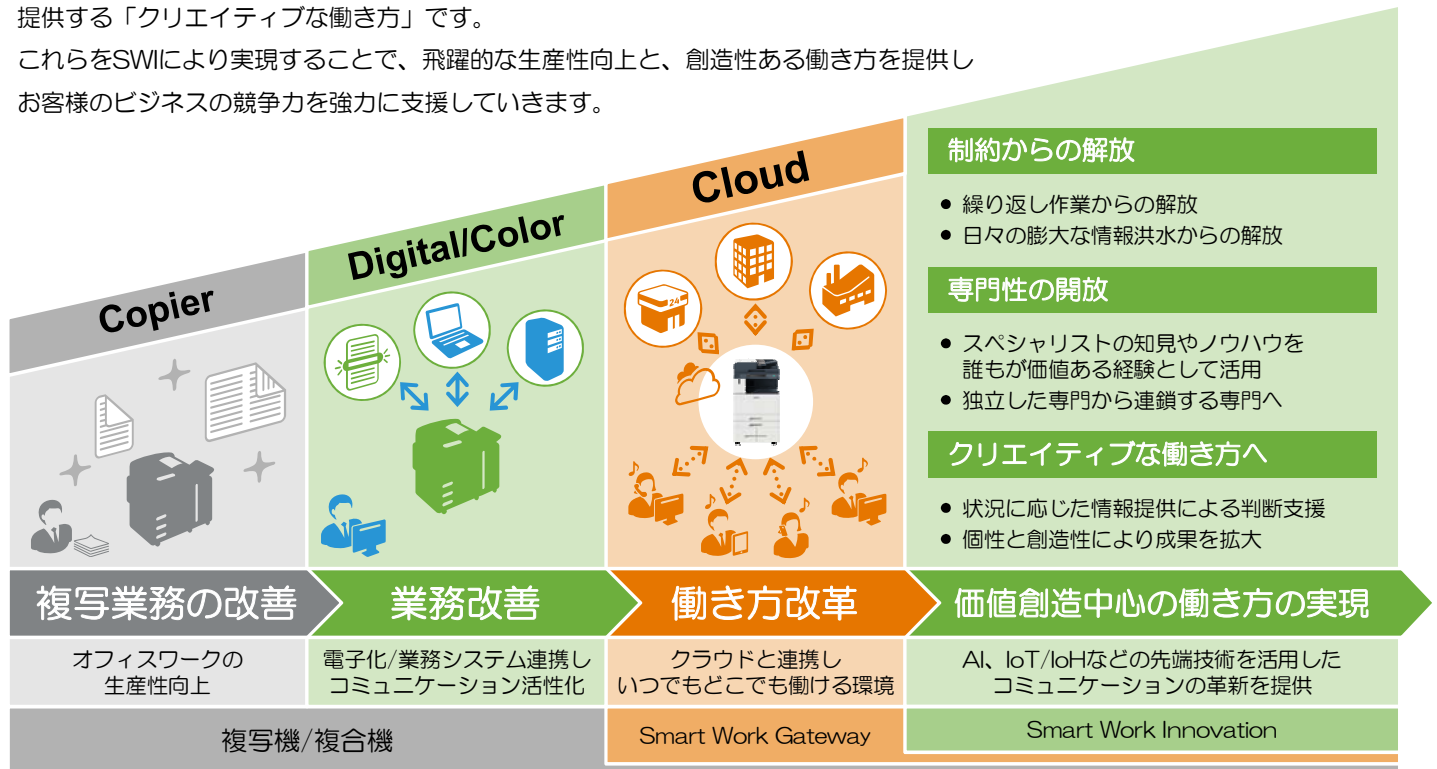 提供する「クリエイティブな働き方」です。
これらをSWIにより実現することで、飛躍的な生産性向上と、創造性ある働き方を提供し
お客様のビジネスの競争力を強力に支援していきます。
Copier
Digital/Color
Cloud
24
制約からの解放
● 繰り返し作業からの解放
● 日々の膨大な情報洪水からの解放
専門性の開放
● スペシャリストの知見やノウハウを
誰もが価値ある経験として活用
● 独立した専門から連鎖する専門へ
クリエイティブな働き方へ
● 状況に応じた情報提供による判断支援
● 個性と創造性により成果を拡大
複写業務の改善
業務改善
働き方改革
価値創造中心の働き方の実現
オフィスワークの
生産性向上
電子化/業務システム連携し
コミュニケーション活性化
クラウドと連携し
いつでもどこでも働ける環境
AI、IoT/IoHなどの先端技術を活用した
コミュニケーションの革新を提供
複写機/複合機
Smart Work Gateway
Smart Work Innovation